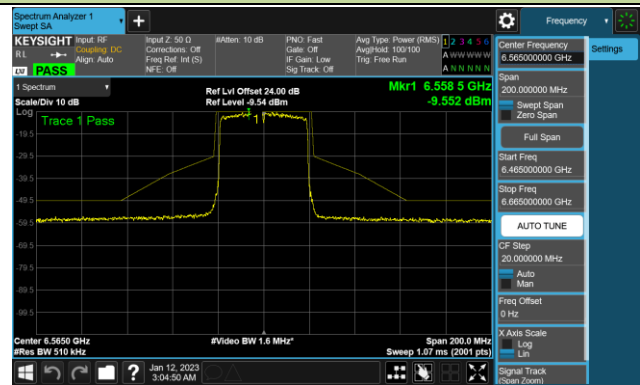 Spectrum Analyzer 1
Swept SA
Frequency
KEYSIGHT
RL
LXI
PASS
Input: RF
Coupling: DC
Align: Auto
Input Z: 50 Ω
Corrections: Off
Freq Ref: Int (S)
NFE: Off
#Atten: 10 dB
PNO: Fast
Gate: Off
IF Gain: Low
Sig Track: Off
Avg Type: Power (RMS)
Avg|Hold: 100/100
Trig: Free Run
1 2 3 4 5 6
A W W W W W
A N N N N N
1 Spectrum
Scale/Div 10 dB
Log
Ref Lvl Offset 24.00 dB
Ref Level -9.54 dBm
Mkr1 6.558 5 GHz
-9.552 dBm
Trace 1 Pass
1
-19.5
-29.5
-39.5
-49.5
-59.5
-69.5
-79.5
-89.5
-99.5
Center 6.5650 GHz
#Res BW 510 kHz
#Video BW 1.6 MHz*
Span 200.0 MHz
Sweep 1.07 ms (2001 pts)
Jan 12, 2023
3:04:50 AM
Center Frequency
6.565000000 GHz
Span
200.000000 MHz
Swept Span
Zero Span
Full Span
Start Freq
6.465000000 GHz
Stop Freq
6.665000000 GHz
AUTO TUNE
CF Step
20.000000 MHz
Auto
Man
Freq Offset
0 Hz
X Axis Scale
Log
Lin
Signal Track
(Span Zoom)
Settings